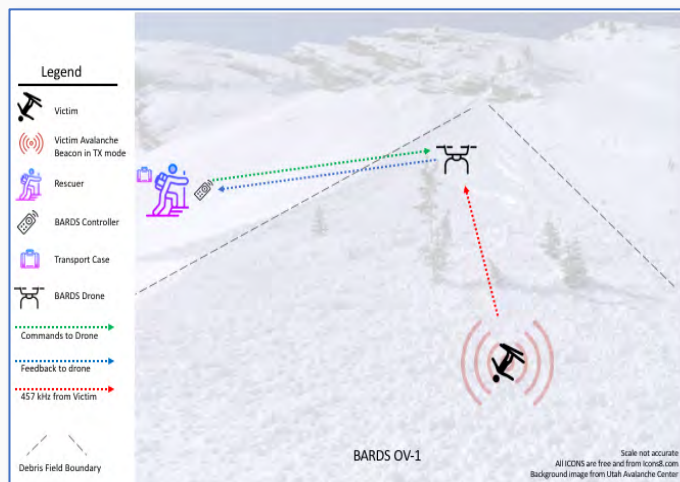 Legend
Victim
Victim Avalanche
Beacon in TX mode
Rescuer
BARDS Controller
Transport Case
BARDS Drone
Commands to Drone
Feedback to drone
457 kHz from Victim
Debris Field Boundary
BARDS OV-1
Scale not accurate
All ICONS are free and from Icons8.com
Background image from Utah Avalanche Center